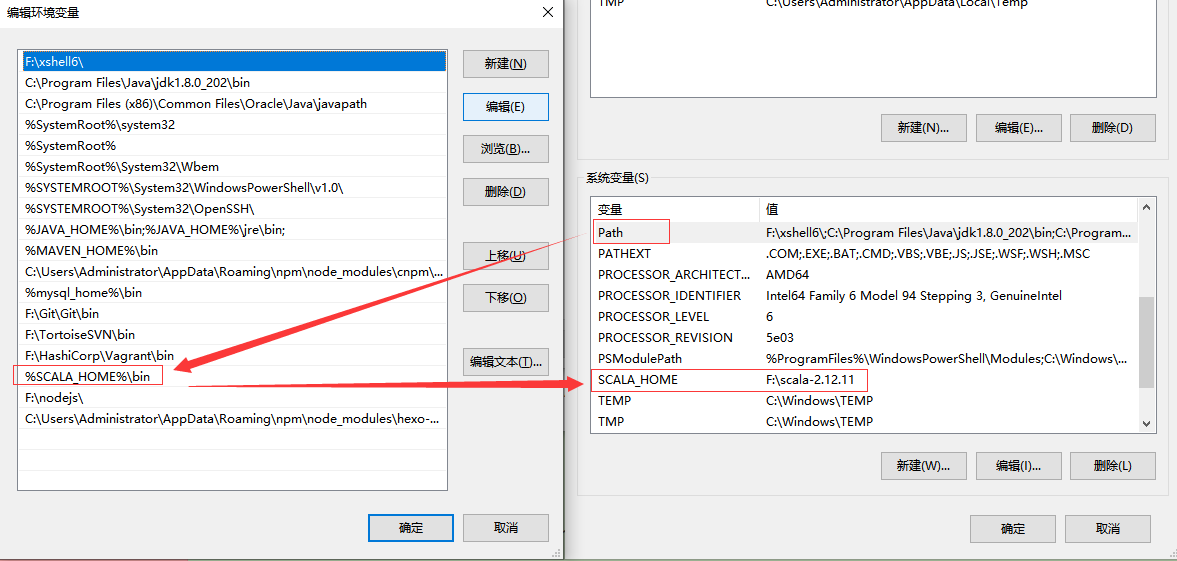 编辑环境变量
F:\xshell6\
C:\Program Files\Java\jdk1.8.0_202\bin
C:\Program Files (x86)\Common Files\Oracle\Java\javapath
%SystemRoot%\system32
%SystemRoot%
%SystemRoot%\System32\Wbem
%SYSTEMROOT%\System32\WindowsPowerShell\v1.0\
%SYSTEMROOT%\System32\OpenSSH\
%JAVA_HOME%\bin;%JAVA_HOME%\jre\bin;
%MAVEN_HOME%\bin
C:\Users\Administrator\AppData\Roaming\npm\node_modules\cnpm\...
%mysql_home%\bin
F:\Git\Git\bin
F:\TortoiseSVN\bin
F:\HashiCorp\Vagrant\bin
%SCALA_HOME%\bin
F:\nodejs\
C:\Users\Administrator\AppData\Roaming\npm\node_modules\hexo-...
新建(N)
编辑(E)
浏览(B)...
删除(D)
上移(U)
下移(O)
编辑文本(T)...
确定
取消
TMP C:\Users\Administrator\AppData\Local\Temp
新建(N)... 编辑(E)... 删除(D)
系统变量(S)
变量 值
Path F:\xshell6\;C:\Program Files\Java\jdk1.8.0_202\bin;C:\Program...
PATHEXT .COM;.EXE;.BAT;.CMD;.VBS;.VBE;.JS;.JSE;.WSF;.WSH;.MSC
PROCESSOR_ARCHITECT... AMD64
PROCESSOR_IDENTIFIER Intel64 Family 6 Model 94 Stepping 3, GenuineIntel
PROCESSOR_LEVEL 6
PROCESSOR_REVISION 5e03
PSModulePath %ProgramFiles%\WindowsPowerShell\Modules;C:\Windows\...
SCALA_HOME F:\scala-2.12.11
TEMP C:\Windows\TEMP
TMP C:\Windows\TEMP
新建(W)... 编辑(I)... 删除(L)
确定 取消